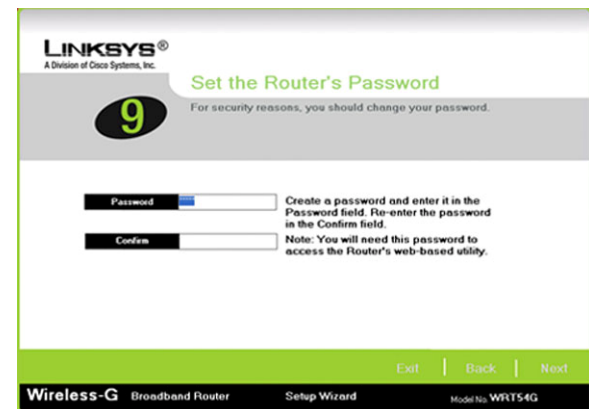 LINKSYS®
A Division of Cisco Systems, Inc.
Set the Router's Password
9
For security reasons, you should change your password.
Password
Create a password and enter it in the
Password field. Re-enter the password
in the Confirm field.
Confirm
Note: You will need this password to
access the Router's web-based utility.
Exit | Back | Next
Wireless-G Broadband Router Setup Wizard Model No. WRT54G